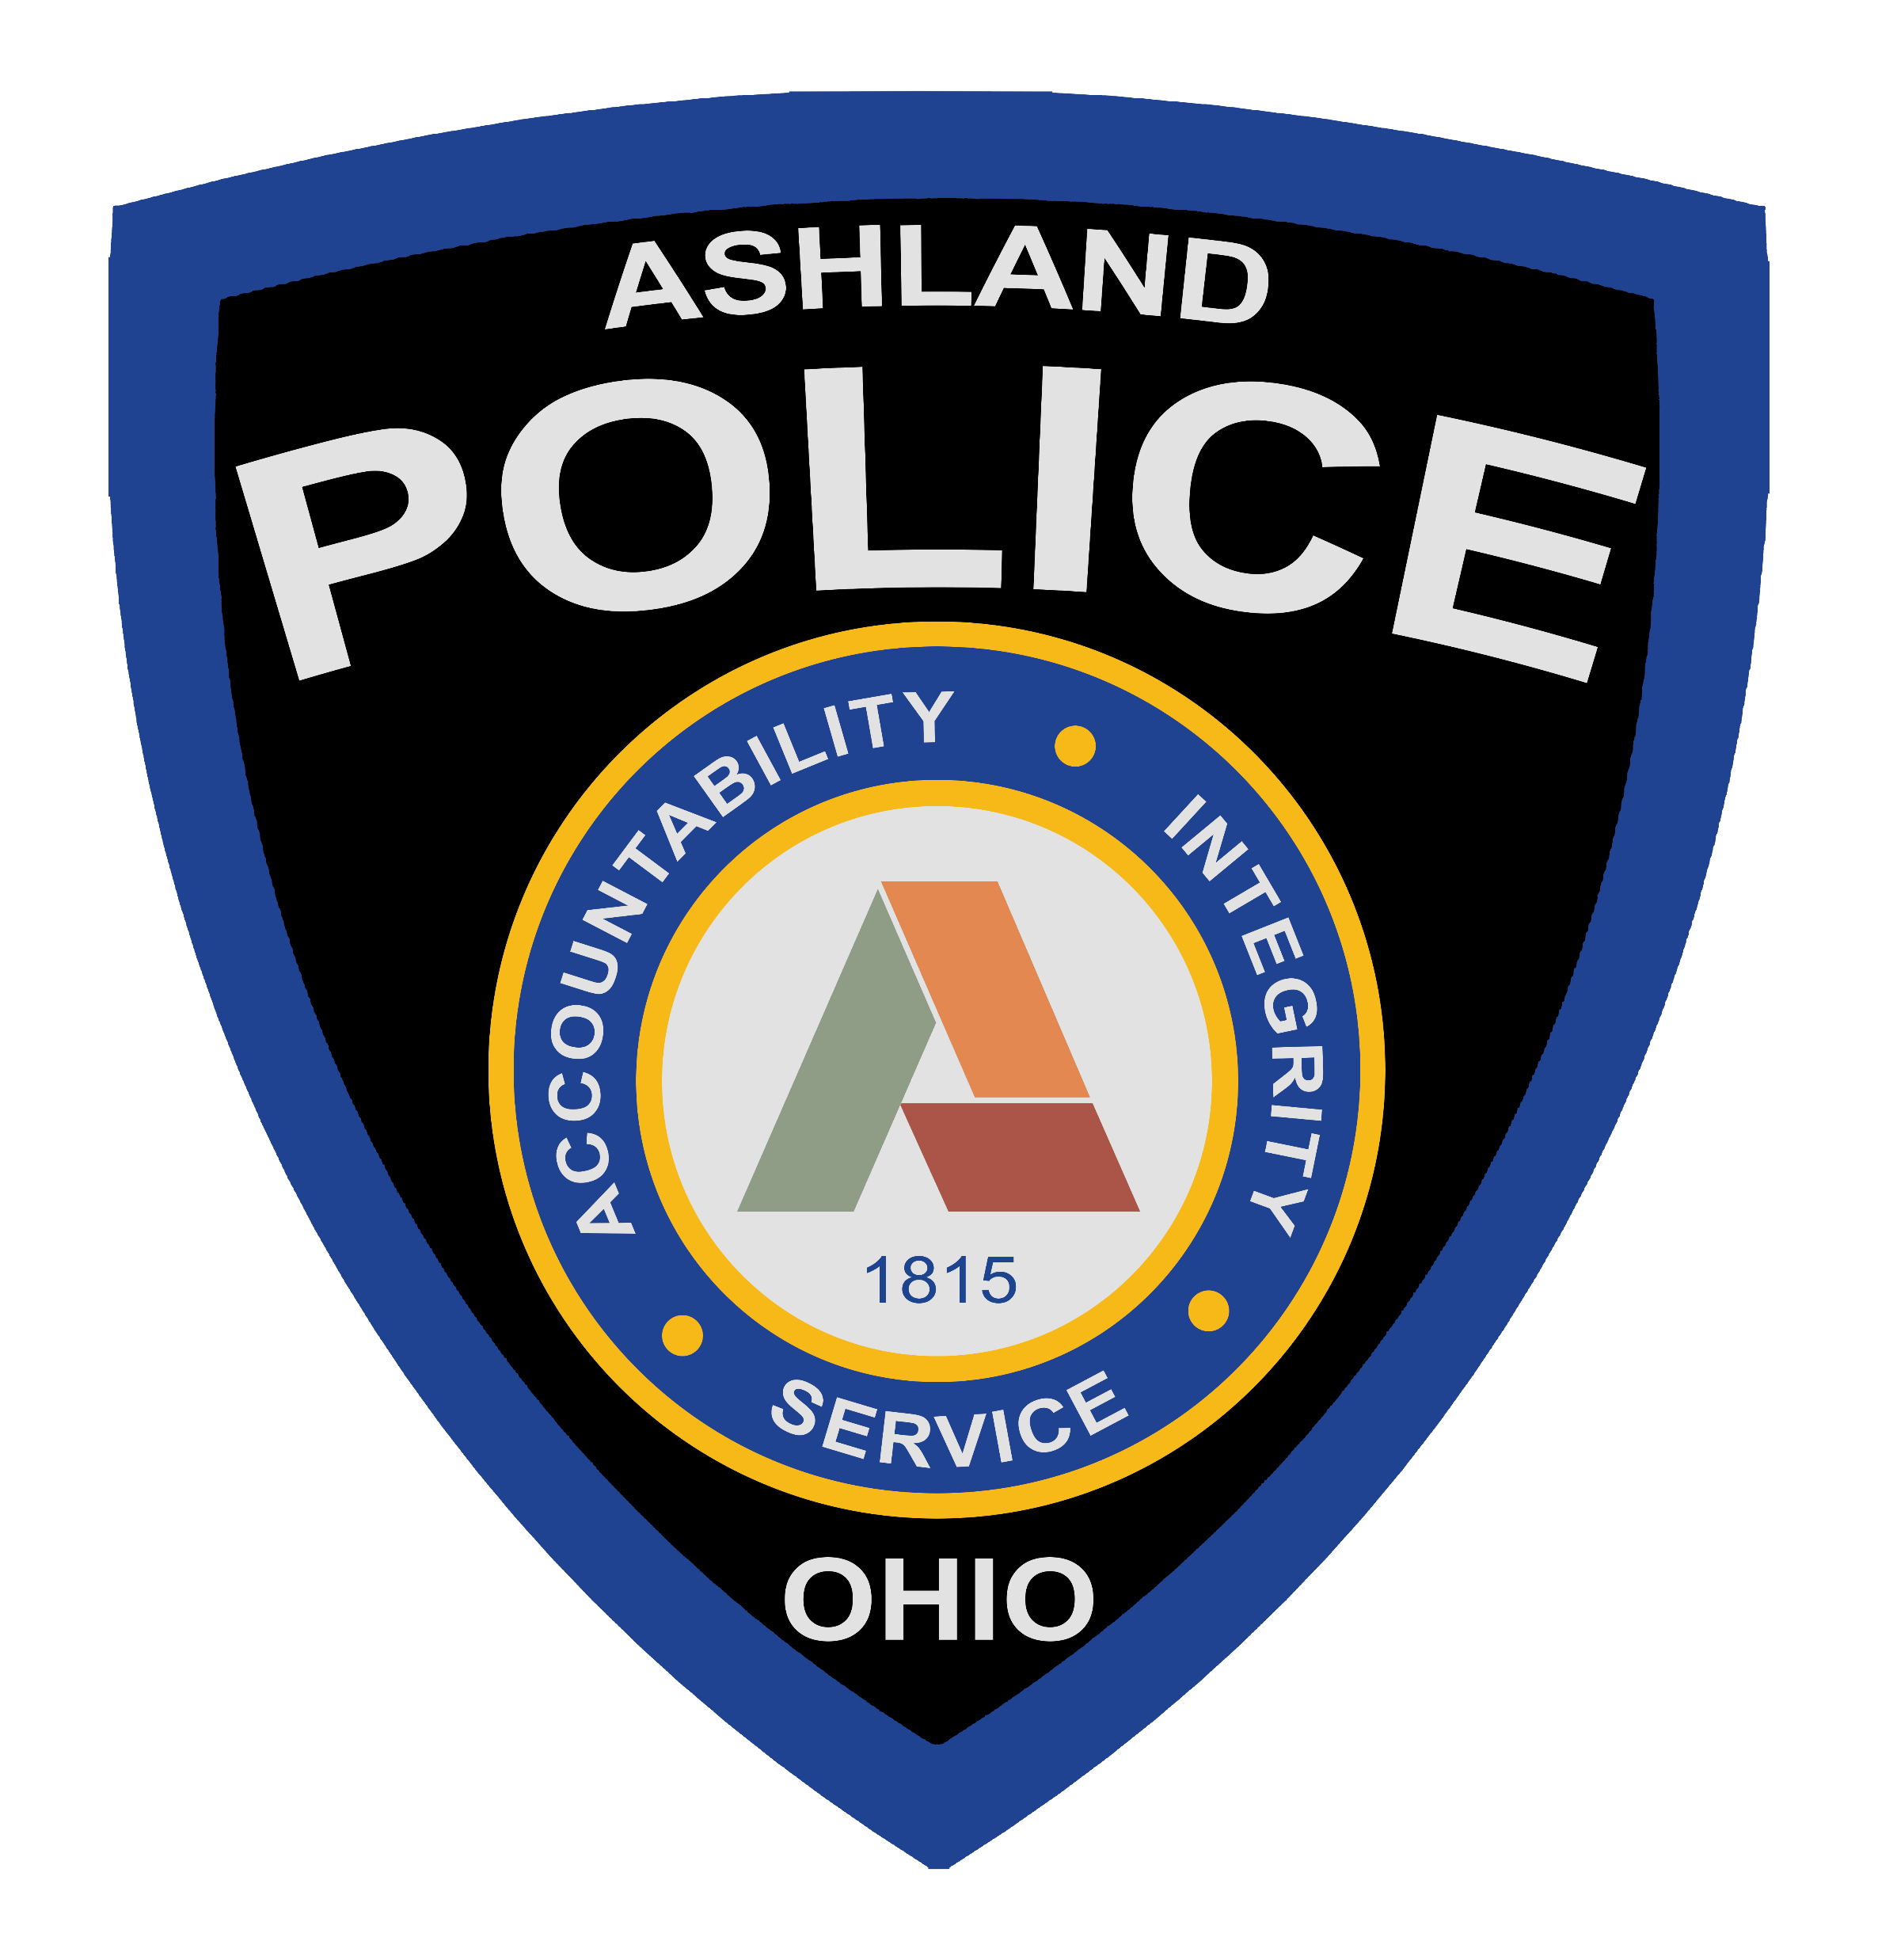 ASHLAND
POLICE
ACCOUNTABILITY
INTEGRITY
1815
SERVICE
OHIO